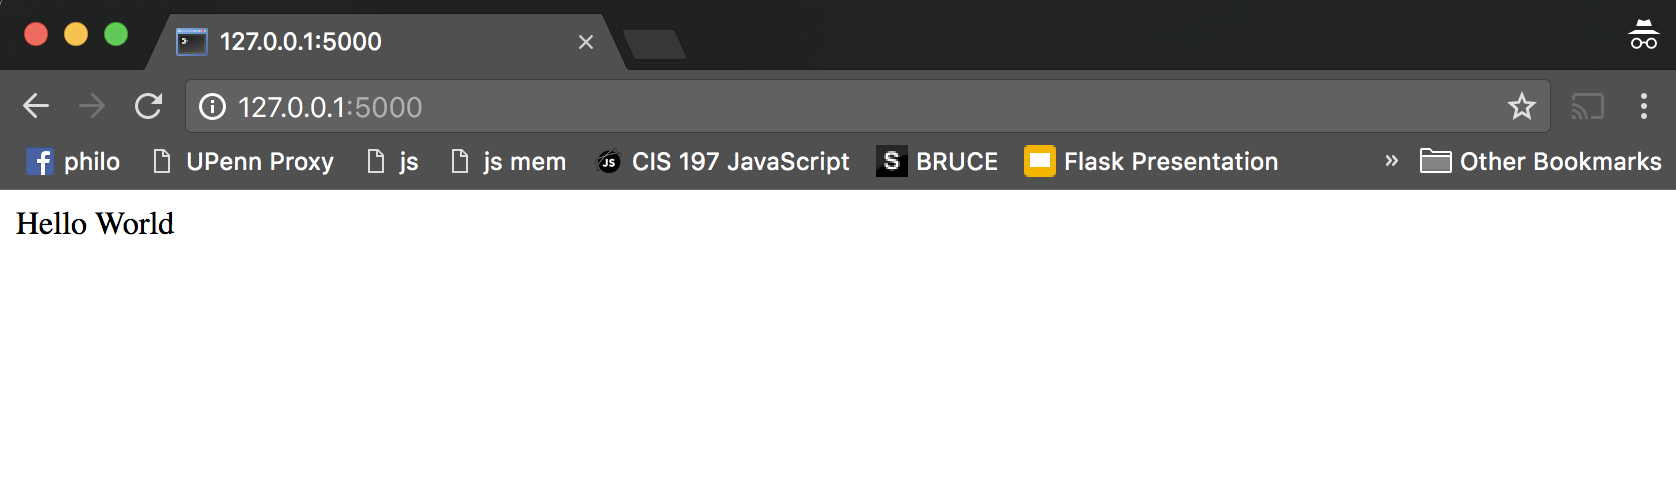 127.0.0.1:5000
127.0.0.1:5000
philo UPenn Proxy js js mem JS CIS 197 JavaScript S BRUCE Flask Presentation » Other Bookmarks
Hello World